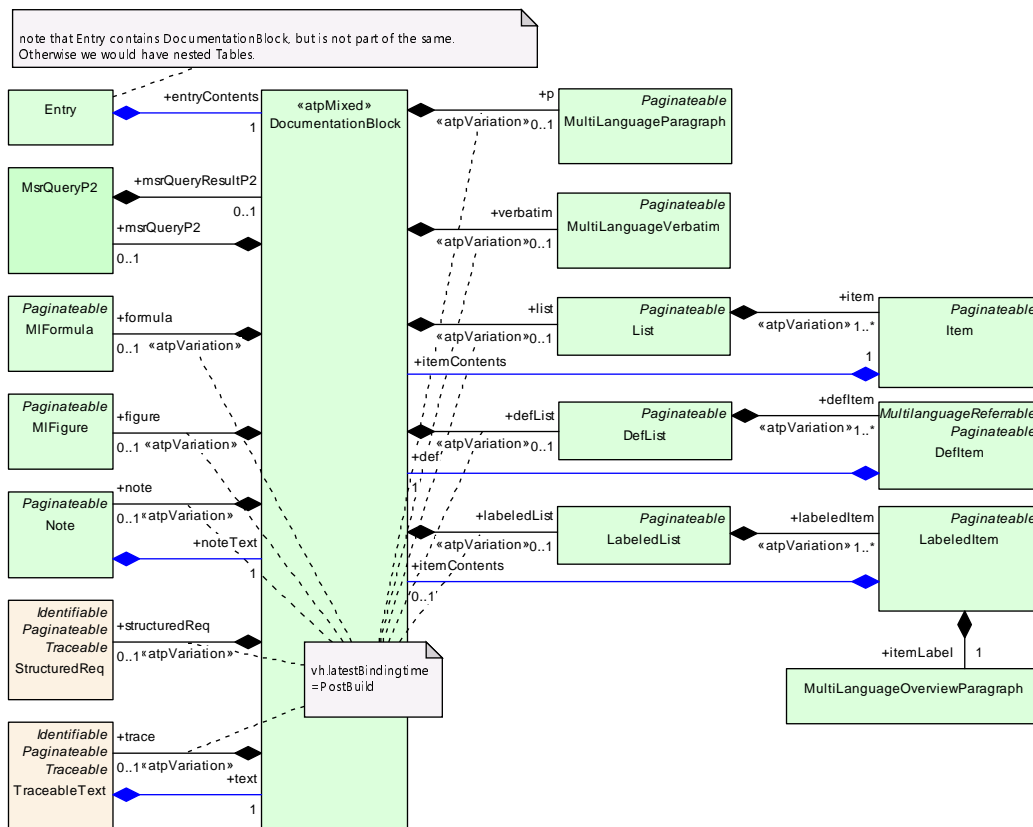 note that Entry contains DocumentationBlock, but is not part of the same.
Otherwise we would have nested Tables.
Entry
+entryContents
1
«atpMixed»
DocumentationBlock
+p
«atpVariation» 0..1
Paginateable
MultiLanguageParagraph
MsrQueryP2
+msrQueryResultP2
0..1
+msrQueryP2
0..1
+verbatim
«atpVariation» 0..1
Paginateable
MultiLanguageVerbatim
Paginateable
MlFormula
+formula
0..1 «atpVariation»
+list
«atpVariation» 0..1
Paginateable
List
+item
«atpVariation» 1..*
Paginateable
Item
+itemContents
1
Paginateable
MlFigure
+figure
0..1 «atpVariation»
+defList
«atpVariation» 0..1
Paginateable
DefList
+defItem
«atpVariation» 1..*
MultilanguageReferrable
Paginateable
DefItem
+def
1
Paginateable
Note
+note
0..1 «atpVariation»
+noteText
1
+labeledList
«atpVariation» 0..1
Paginateable
LabeledList
+labeledItem
«atpVariation» 1..*
Paginateable
LabeledItem
+itemContents
0..1
Identifiable
Paginateable
Traceable
StructuredReq
+structuredReq
0..1 «atpVariation»
vh.latestBindingtime
=PostBuild
+itemLabel
1
MultiLanguageOverviewParagraph
Identifiable
Paginateable
Traceable
TraceableText
+trace
0..1 «atpVariation»
+text
1